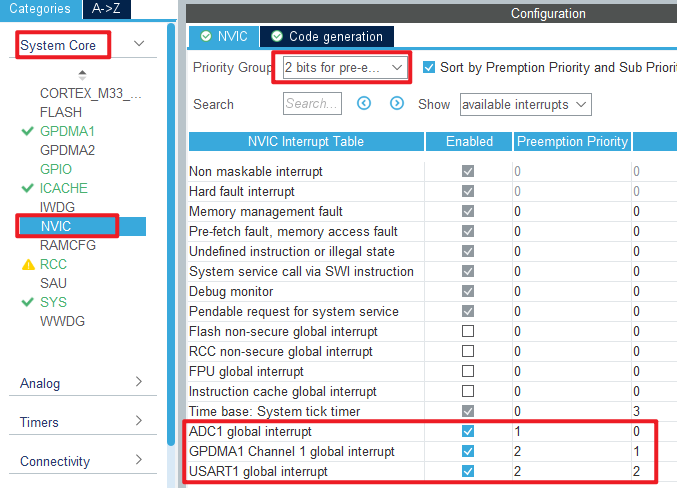 Categories A->Z
System Core
CORTEX_M33_...
FLASH
GPDMA1
GPDMA2
GPIO
ICACHE
IWDG
NVIC
RAMCFG
RCC
SAU
SYS
WWDG
Analog
Timers
Connectivity
Configuration
NVIC Code generation
Priority Group 2 bits for pre-e... Sort by Premption Priority and Sub Priori
Search Search... Show available interrupts
NVIC Interrupt Table Enabled Preemption Priority
Non maskable interrupt 0 0
Hard fault interrupt 0 0
Memory management fault 0 0
Pre-fetch fault, memory access fault 0 0
Undefined instruction or illegal state 0 0
System service call via SWI instruction 0 0
Debug monitor 0 0
Pendable request for system service 0 0
Flash non-secure global interrupt 0 0
RCC non-secure global interrupt 0 0
FPU global interrupt 0 0
Instruction cache global interrupt 0 0
Time base: System tick timer 0 3
ADC1 global interrupt 1 0
GPDMA1 Channel 1 global interrupt 2 1
USART1 global interrupt 2 2